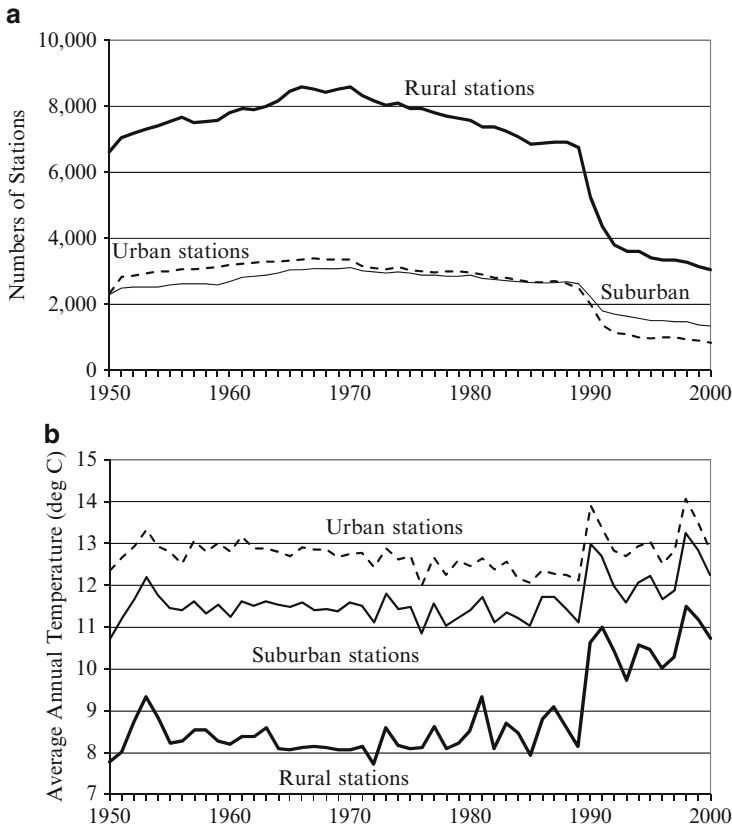 a
10,000
8,000
6,000
4,000
2,000
0
Numbers of Stations
Rural stations
Urban stations
Suburban
1950 1960 1970 1980 1990 2000
b
15
14
13
12
11
10
9
8
7
Average Annual Temperature (deg C)
Urban stations
Suburban stations
Rural stations
1950 1960 1970 1980 1990 2000